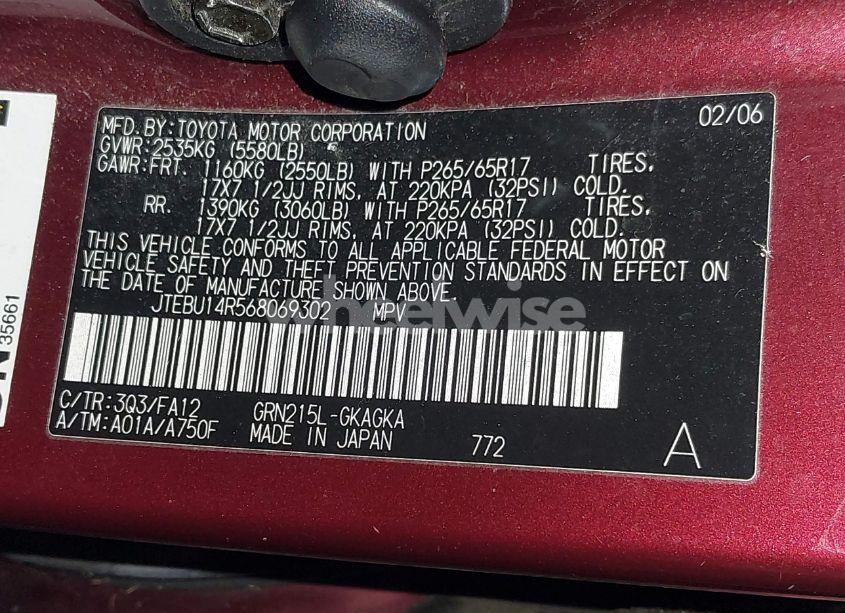 02/06
MFD. BY: TOYOTA MOTOR CORPORATION
GVWR: 2535KG (5580LB)
GAWR: FRT. 1160KG (2550LB) WITH P265/65R17 TIRES,
17X7 1/2JJ RIMS, AT 220KPA (32PSI) COLD.
RR. 1390KG (3060LB) WITH P265/65R17 TIRES,
17X7 1/2JJ RIMS, AT 220KPA (32PSI) COLD.
THIS VEHICLE CONFORMS TO ALL APPLICABLE FEDERAL MOTOR
VEHICLE SAFETY AND THEFT PREVENTION STANDARDS IN EFFECT ON
THE DATE OF MANUFACTURE SHOWN ABOVE.
JTEBU14R568069302 MPV
wheelwise
C/TR: 3Q3/FA12 GRN215L-GKAGKA
A/TM: A01A/A750F MADE IN JAPAN 772 A
35661